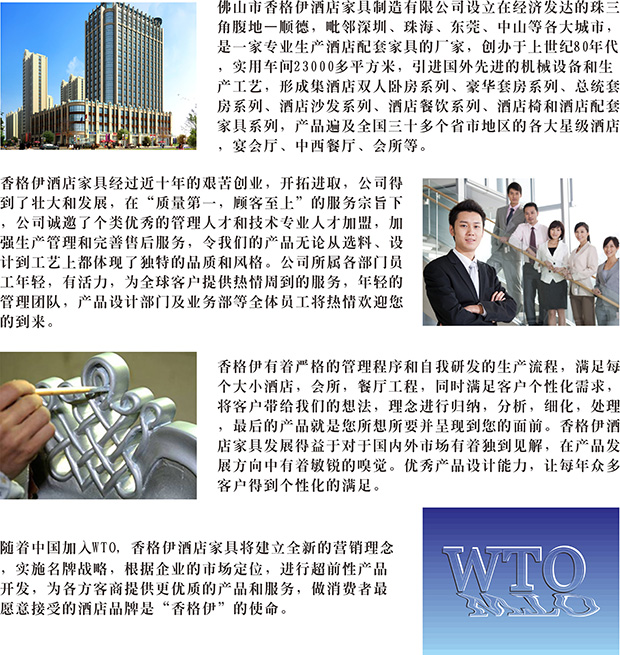 佛山市香格伊酒店家具制造有限公司设立在经济发达的珠三
角腹地一顺德，毗邻深圳、珠海、东莞、中山等各大城市，
是一家专业生产酒店配套家具的厂家，创办于上世纪80年代
，实用车间23000多平方米，引进国外先进的机械设备和生
产工艺，形成集酒店双人卧房系列、豪华套房系列、总统套
房系列、酒店沙发系列、酒店餐饮系列、酒店椅和酒店配套
家具系列，产品遍及全国三十多个省市地区的各大星级酒店
，宴会厅、中西餐厅、会所等。
香格伊酒店家具经过近十年的艰苦创业，开拓进取，公司得
到了壮大和发展，在“质量第一，顾客至上”的服务宗旨下
，公司诚邀了个类优秀的管理人才和技术专业人才加盟，加
强生产管理和完善售后服务，令我们的产品无论从选料、设
计到工艺上都体现了独特的品质和风格。公司所属各部门员
工年轻，有活力，为全球客户提供热情周到的服务，年轻的
管理团队，产品设计部门及业务部等全体员工将热情欢迎您
的到来。
香格伊有着严格的管理程序和自我研发的生产流程，满足每
个大小酒店，会所，餐厅工程，同时满足客户个性化需求，
将客户带给我们的想法，理念进行归纳，分析，细化，处理
，最后的产品就是您所想所要并呈现到您的面前。香格伊酒
店家具发展得益于对于国内外市场有着独到见解，在产品发
展方向中有着敏锐的嗅觉。优秀产品设计能力，让每年众多
客户得到个性化的满足。
随着中国加入WTO，香格伊酒店家具将建立全新的营销理念
，实施名牌战略，根据企业的市场定位，进行超前性产品
开发，为各方客商提供更优质的产品和服务，做消费者最
愿意接受的酒店品牌是“香格伊”的使命。
WTO